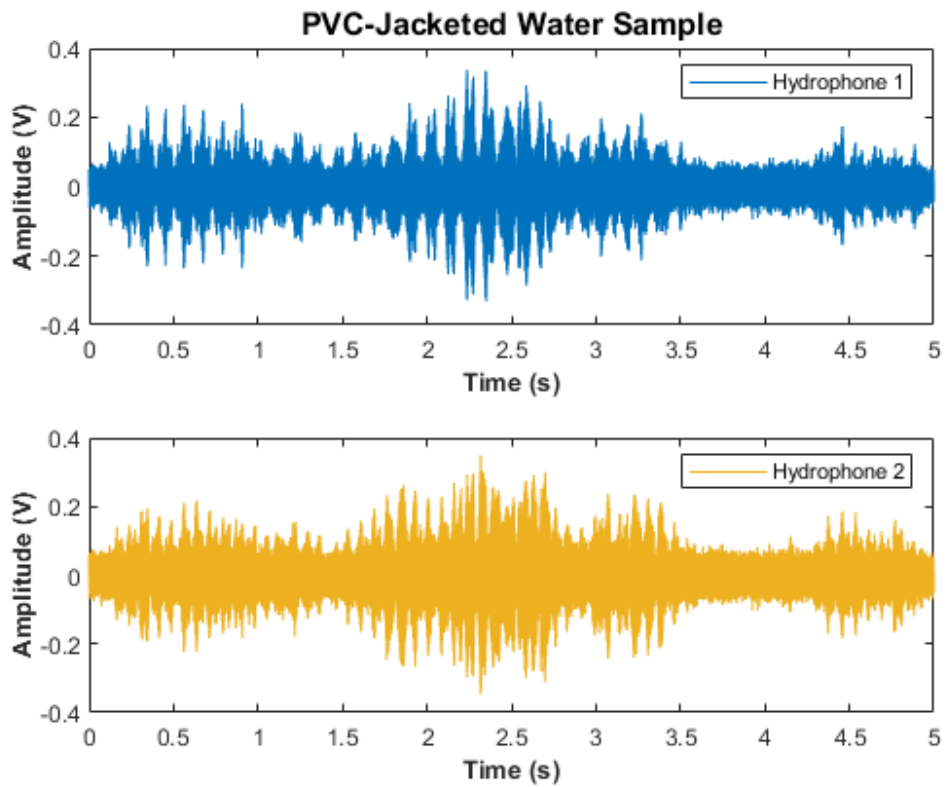 PVC-Jacketed Water Sample
0.4
0.2
0
-0.2
-0.4
Amplitude (V)
Hydrophone 1
0 0.5 1 1.5 2 2.5 3 3.5 4 4.5 5
Time (s)
0.4
0.2
0
-0.2
-0.4
Amplitude (V)
Hydrophone 2
0 0.5 1 1.5 2 2.5 3 3.5 4 4.5 5
Time (s)